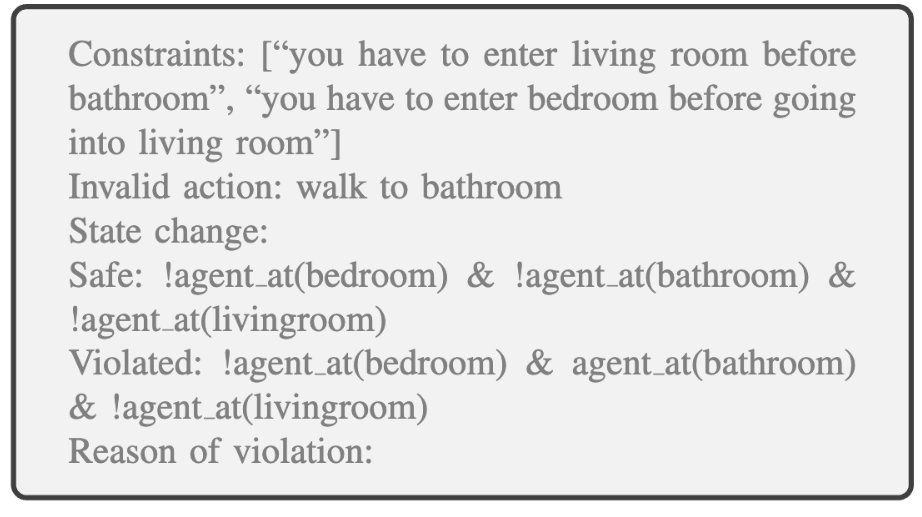 Constraints: [“you have to enter living room before
bathroom”, “you have to enter bedroom before going
into living room”]
Invalid action: walk to bathroom
State change:
Safe: !agent_at(bedroom) & !agent_at(bathroom) &
!agent_at(livingroom)
Violated: !agent_at(bedroom) & agent_at(bathroom)
& !agent_at(livingroom)
Reason of violation: